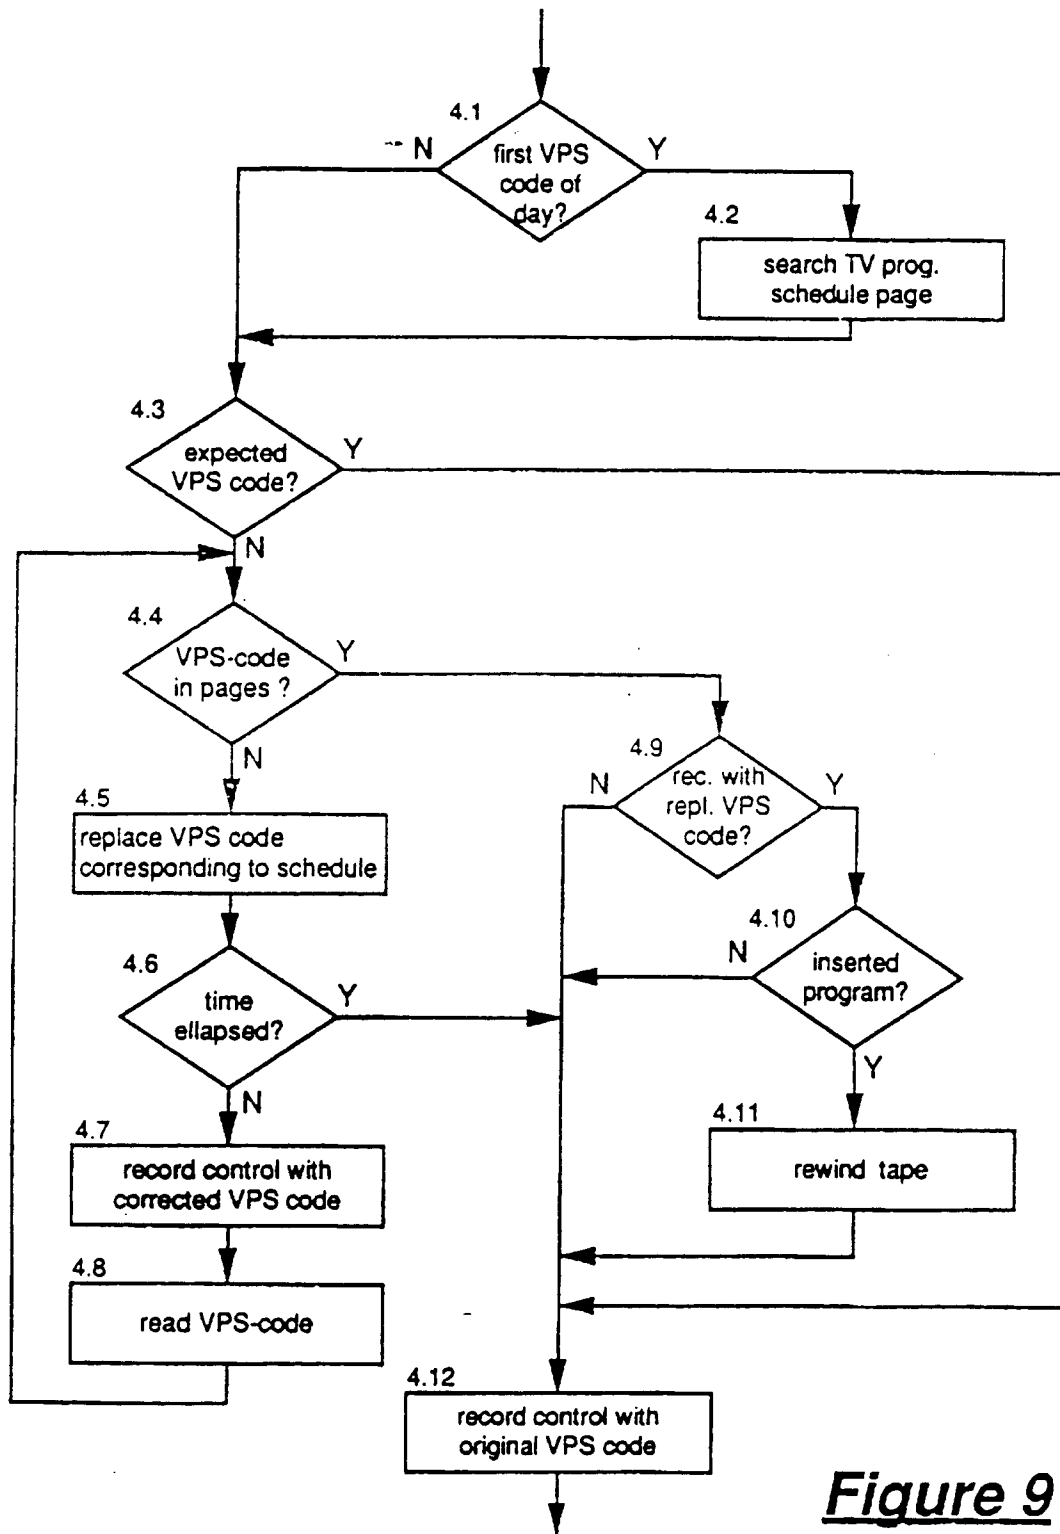 4.1
N
Y
first VPS
code of
day?
4.2
search TV prog.
schedule page
4.3
Y
expected
VPS code?
N
4.4
Y
VPS-code
in pages ?
N
4.9
N
Y
rec. with
repl. VPS
code?
4.5
replace VPS code
corresponding to schedule
4.10
N
inserted
program?
Y
4.6
Y
time
ellapsed?
N
4.11
rewind tape
4.7
record control with
corrected VPS code
4.8
read VPS-code
4.12
record control with
original VPS code
Figure 9